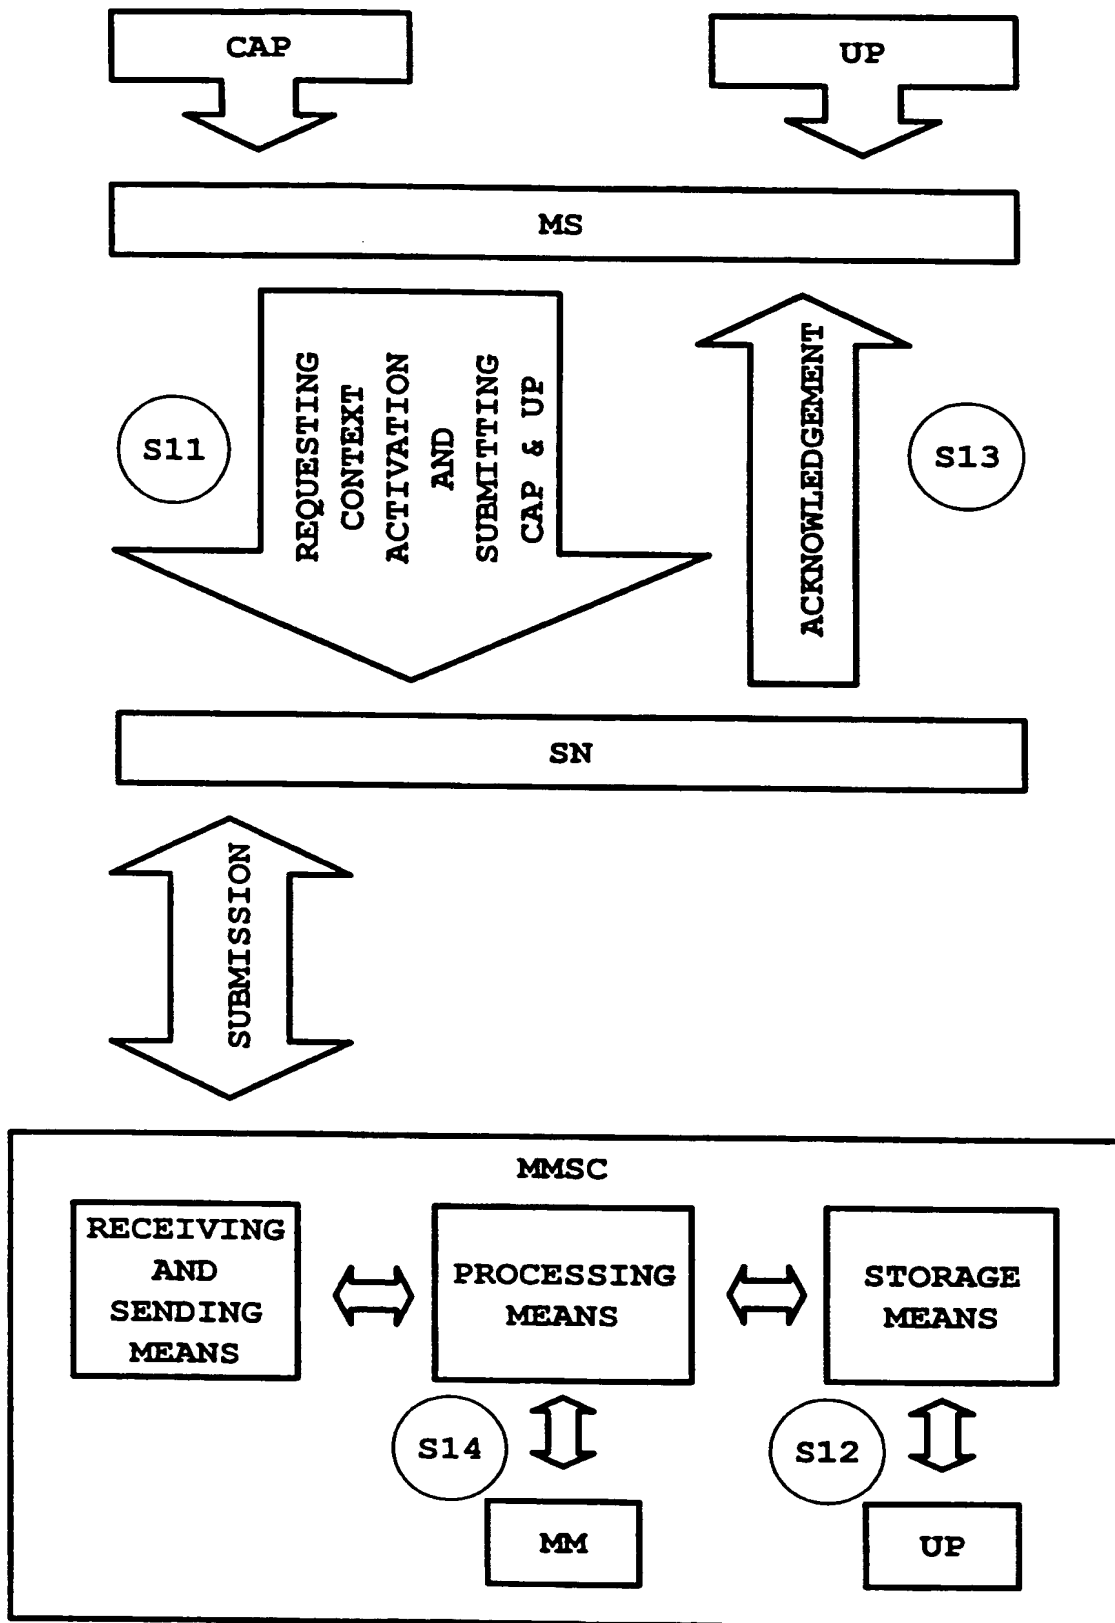 CAP
UP
MS
S11
REQUESTING
CONTEXT
ACTIVATION
AND
SUBMITTING
CAP & UP
ACKNOWLEDGEMENT
S13
SN
SUBMISSION
MMSC
RECEIVING
AND
SENDING
MEANS
PROCESSING
MEANS
STORAGE
MEANS
S14
S12
MM
UP